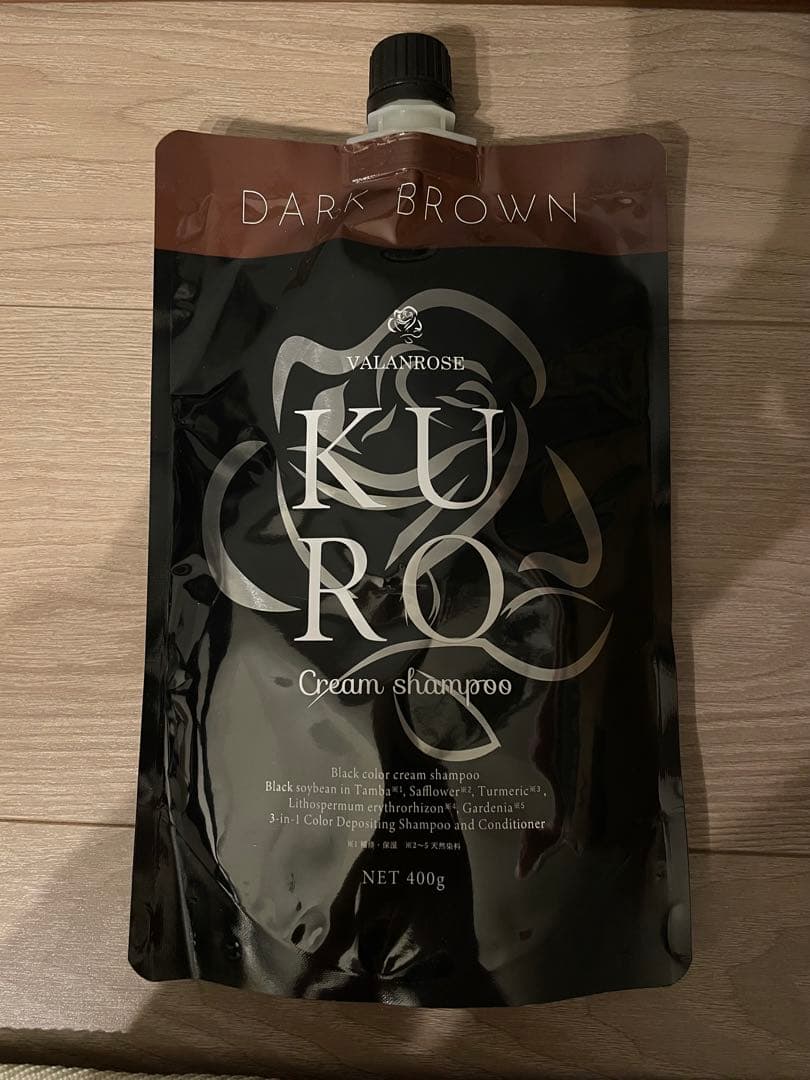 DARK BROWN
VALANROSE
KU
RO
Cream shampoo
Black color cream shampoo
Black soybean in Tamba※1, Safflower※2, Turmeric※3,
Lithospermum erythrorhizon※4, Gardenia※5
3-in-1 Color Depositing Shampoo and Conditioner
※1 補修・保湿 ※2~5 天然染料
NET 400g